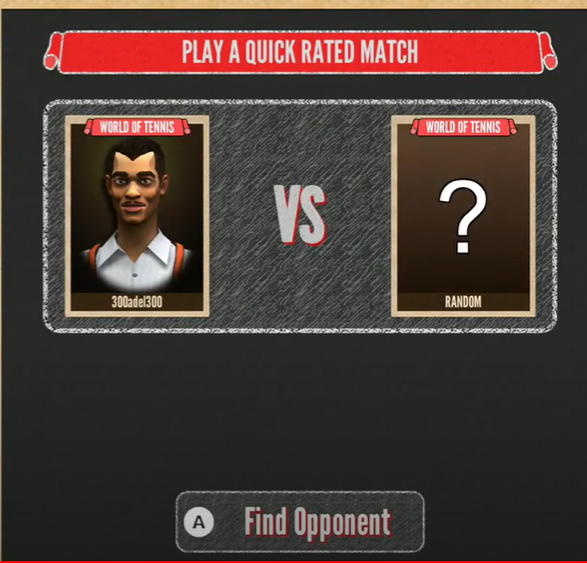 PLAY A QUICK RATED MATCH
WORLD OF TENNIS
WORLD OF TENNIS
VS
?
300adel300
RANDOM
A Find Opponent